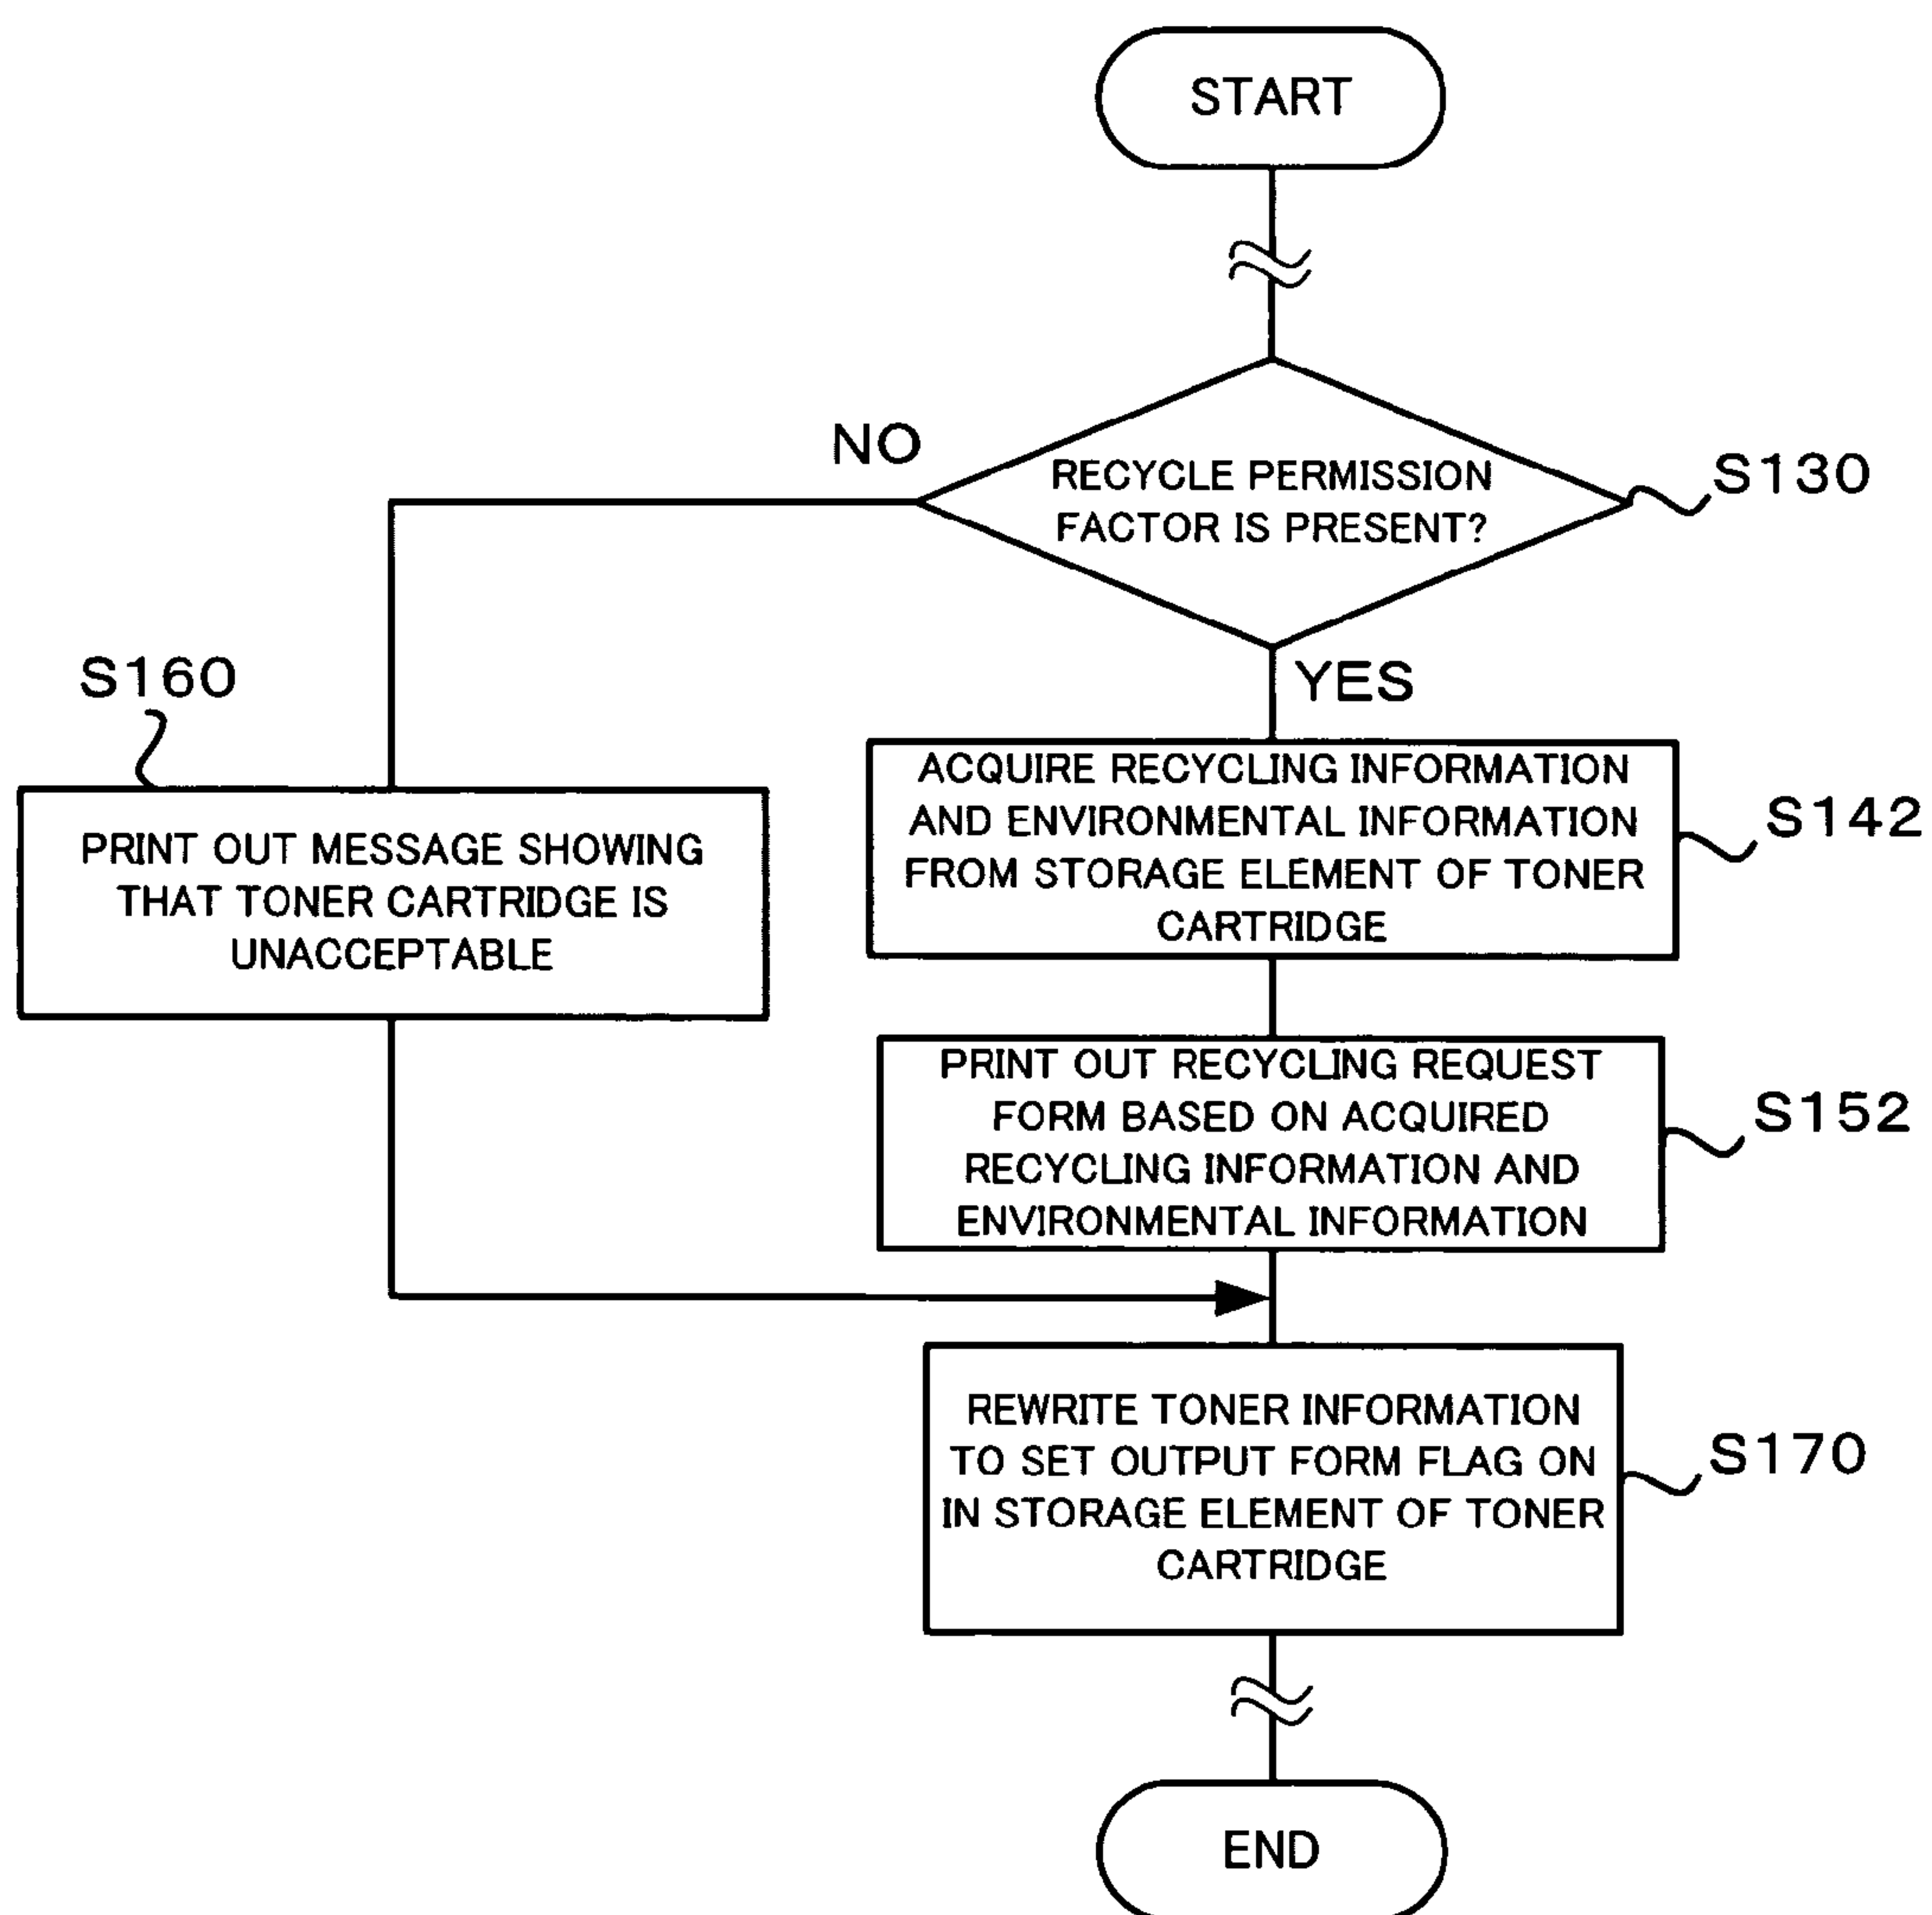 START
NO
RECYCLE PERMISSION
FACTOR IS PRESENT?
S130
YES
S160
PRINT OUT MESSAGE SHOWING
THAT TONER CARTRIDGE IS
UNACCEPTABLE
ACQUIRE RECYCLING INFORMATION
AND ENVIRONMENTAL INFORMATION
FROM STORAGE ELEMENT OF TONER
CARTRIDGE
S142
PRINT OUT RECYCLING REQUEST
FORM BASED ON ACQUIRED
RECYCLING INFORMATION AND
ENVIRONMENTAL INFORMATION
S152
REWRITE TONER INFORMATION
TO SET OUTPUT FORM FLAG ON
IN STORAGE ELEMENT OF TONER
CARTRIDGE
S170
END